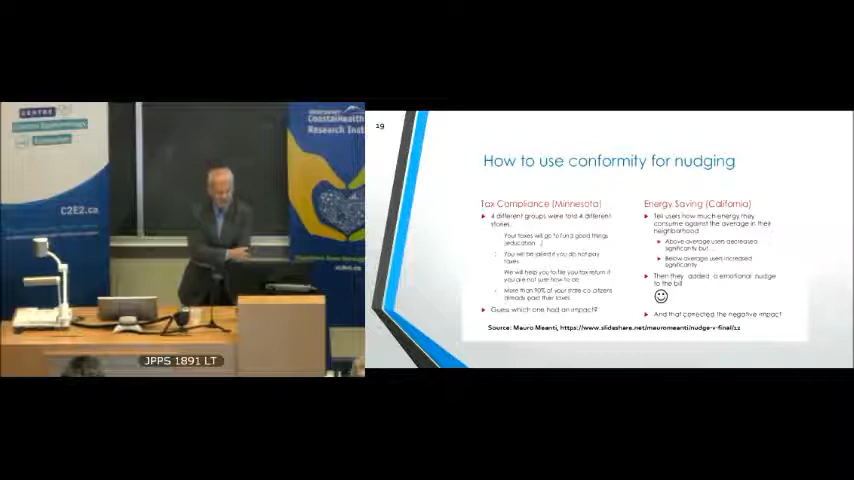 CENTRE
C2E2.ca
CoastalHealth
Research Insti
JPPS 1891 LT
19
How to use conformity for nudging
Tax Compliance (Minnesota)
4 different groups were told 4 different
stories.
Your taxes will go to fund good things
(education...)
You will be jailed if you do not pay
taxes
We will help you to file you tax return if
you are not sure how to do
More than 90% of your state co citizens
already paid their taxes
Guess which one had an impact?
Energy Saving (California)
Tell users how much energy they
consume against the average in their
neighborhood
Above average users decreased
significantly but ...
Below average users increased
significantly
Then they added a emotional nudge
to the bill
And that corrected the negative impact
Source: Mauro Meanti, https://www.slideshare.net/mauromeanti/nudge-v-final/12